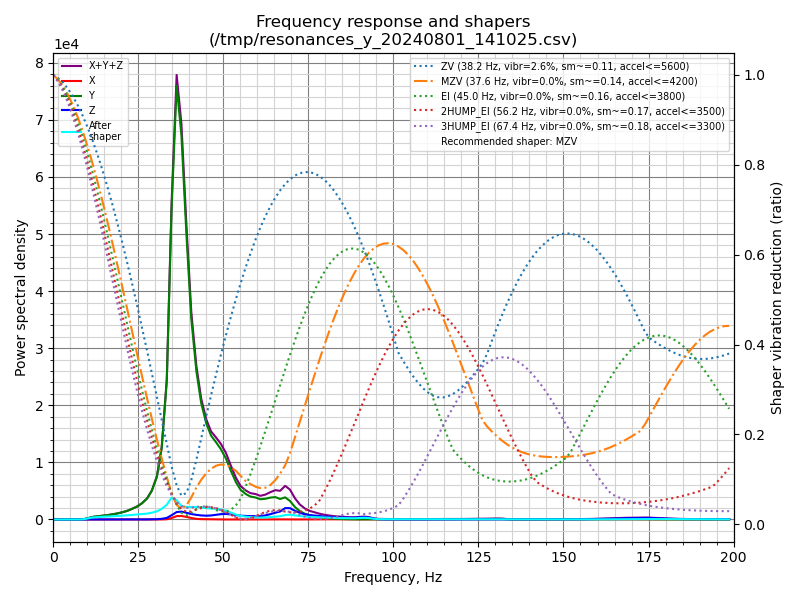 Frequency response and shapers
(/tmp/resonances_y_20240801_141025.csv)
1e4
X+Y+Z
X
Y
Z
After
shaper
ZV (38.2 Hz, vibr=2.6%, sm~=0.11, accel<=5600)
MZV (37.6 Hz, vibr=0.0%, sm~=0.14, accel<=4200)
EI (45.0 Hz, vibr=0.0%, sm~=0.16, accel<=3800)
2HUMP_EI (56.2 Hz, vibr=0.0%, sm~=0.17, accel<=3500)
3HUMP_EI (67.4 Hz, vibr=0.0%, sm~=0.18, accel<=3300)
Recommended shaper: MZV
8
7
6
5
4
3
2
1
0
Power spectral density
1.0
0.8
0.6
0.4
0.2
0.0
Shaper vibration reduction (ratio)
0 25 50 75 100 125 150 175 200
Frequency, Hz